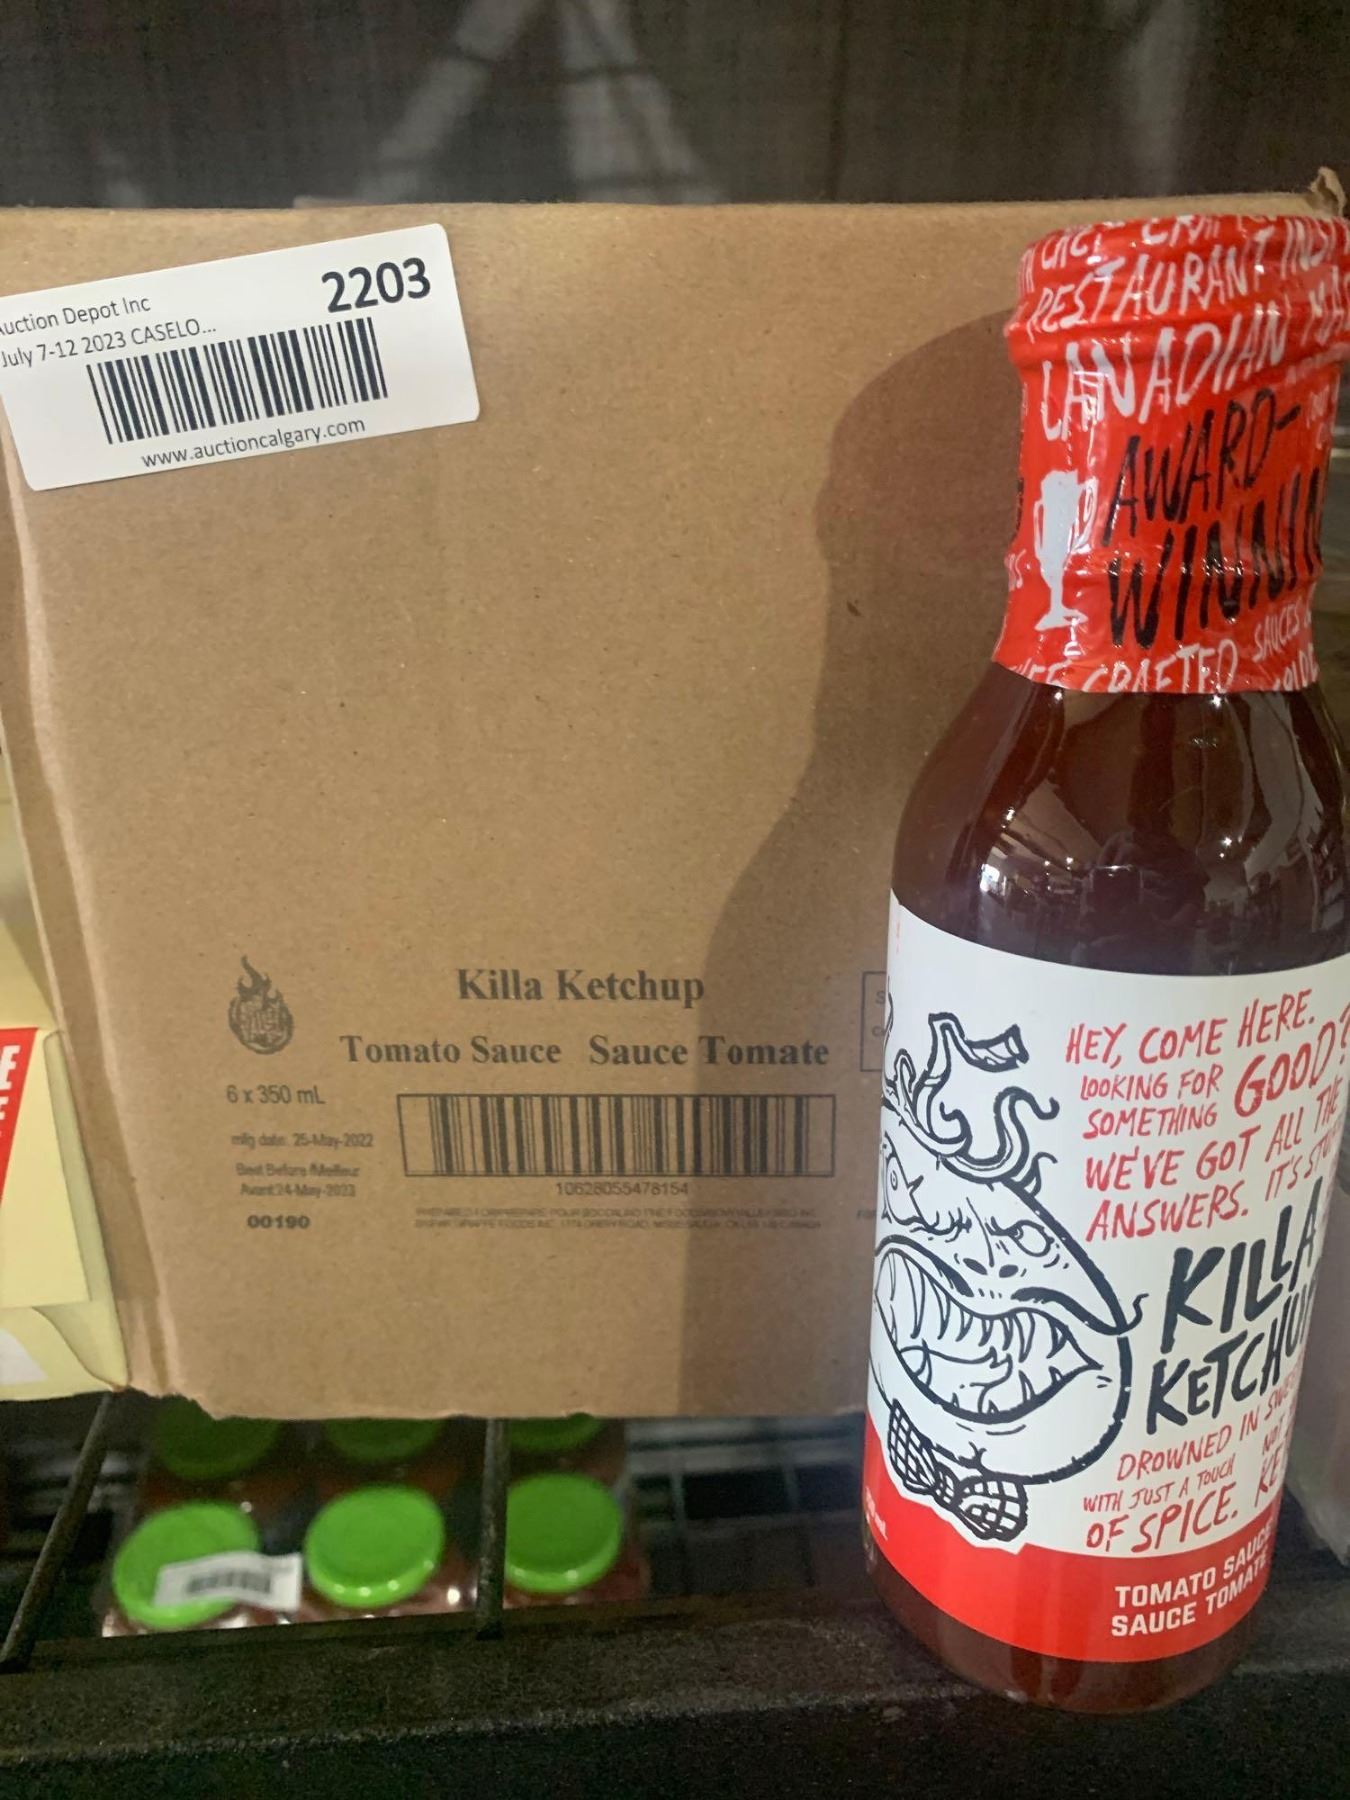 2203
Auction Depot Inc
July 7-12 2023 CASELO...
www.auctioncalgary.com
Killa Ketchup
Tomato Sauce Sauce Tomate
6 x 350 mL
mfg date: 25-May-2022
Best Before/Meilleur
Avant:24-May-2023
00190
10628055478154
RESTAURANT
CANADIAN
AWARD-
WINNIN
CRAFTED SAUCES
HEY, COME HERE.
LOOKING FOR
SOMETHING GOOD?
WE'VE GOT ALL THE
ANSWERS. IT'S
KILLA
KETCHU
DROWNED IN
WITH JUST A TOUCH
OF SPICE.
TOMATO SAUCE
SAUCE TOMATE